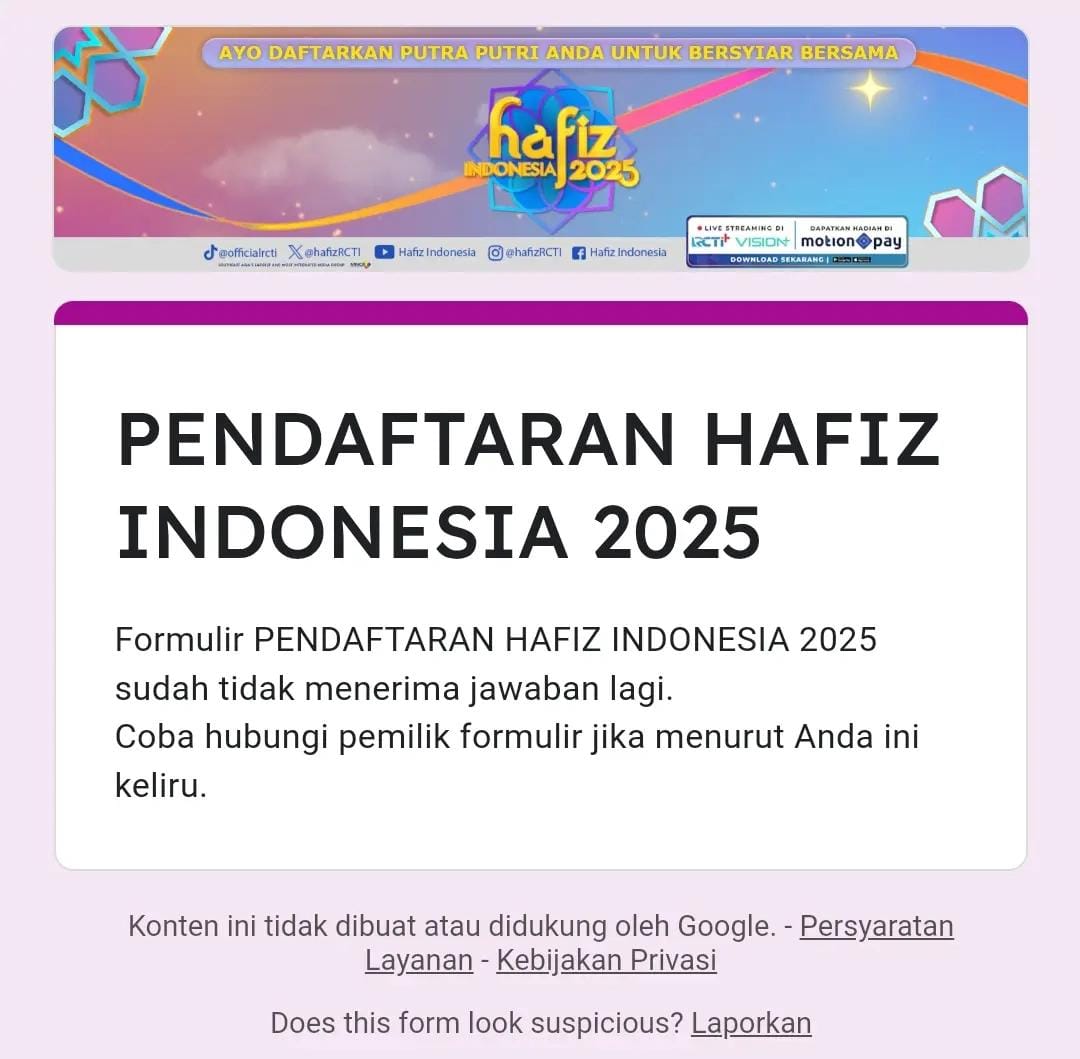 AYO DAFTARKAN PUTRA PUTRI ANDA UNTUK BERSYIAR BERSAMA
hafiz
INDONESIA 2025
@officialrcti @hafizRCTI Hafiz Indonesia @hafizRCTI Hafiz Indonesia
LIVE STREAMING DI
RCTI+ VISION+
DAPATKAN HADIAH DI
motion pay
DOWNLOAD SEKARANG |
PENDAFTARAN HAFIZ
INDONESIA 2025
Formulir PENDAFTARAN HAFIZ INDONESIA 2025
sudah tidak menerima jawaban lagi.
Coba hubungi pemilik formulir jika menurut Anda ini
keliru.
Konten ini tidak dibuat atau didukung oleh Google. - Persyaratan
Layanan - Kebijakan Privasi
Does this form look suspicious? Laporkan